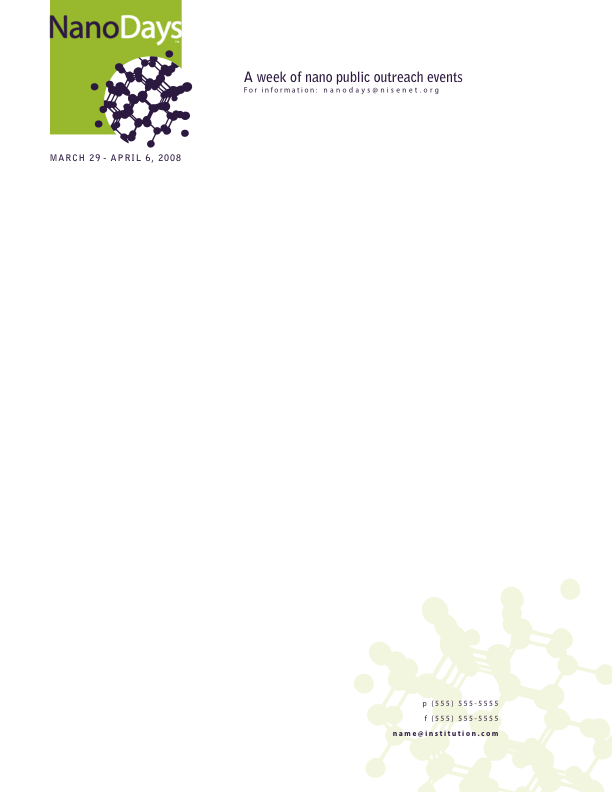 NanoDays™
A week of nano public outreach events
For information: nanodays@nisenet.org
MARCH 29 - APRIL 6, 2008
p (555) 555-5555
f (555) 555-5555
name@institution.com